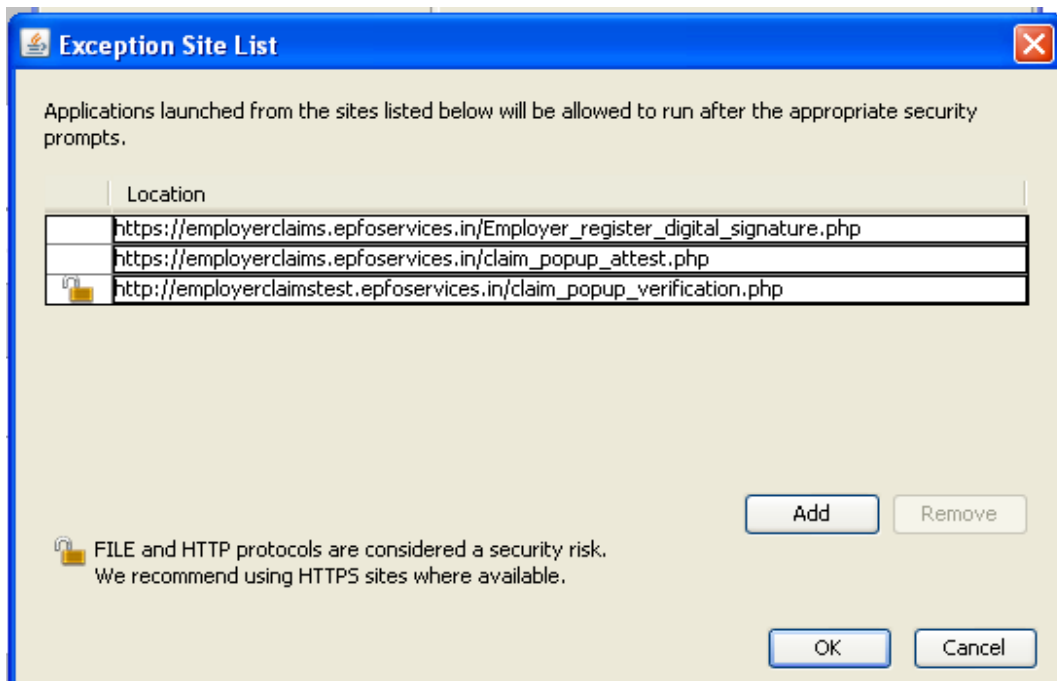 Exception Site List
Applications launched from the sites listed below will be allowed to run after the appropriate security
prompts.
Location
https://employerclaims.epfoservices.in/Employer_register_digital_signature.php
https://employerclaims.epfoservices.in/claim_popup_attest.php
http://employerclaimstest.epfoservices.in/claim_popup_verification.php
Add
Remove
FILE and HTTP protocols are considered a security risk.
We recommend using HTTPS sites where available.
OK
Cancel